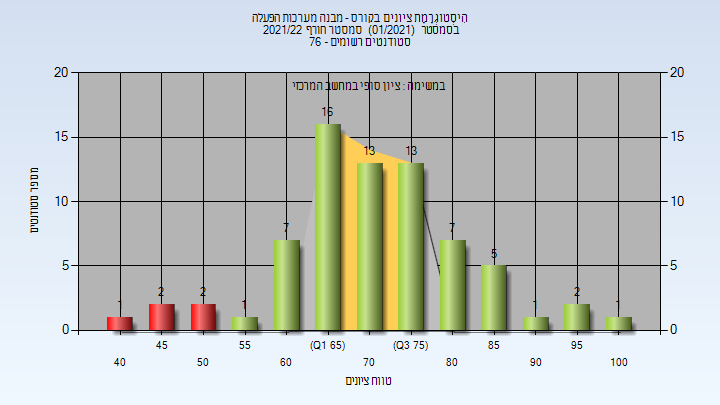 היסטוגרמת ציונים בקורס - מבנה מערכות הפעלה
בסמסטר (01/2021) סמסטר חורף 2021/22
סטודנטים רשומים - 76
במשימה : ציון סופי במחשב המרכזי
20 20
15 15
10 10
5 5
0 0
מספר סטודנטים
1 2 2 1 7 16 13 13 7 5 1 2 1
45 55 (Q1 65) (Q3 75) 85 95
40 50 60 70 80 90 100
טווח ציונים